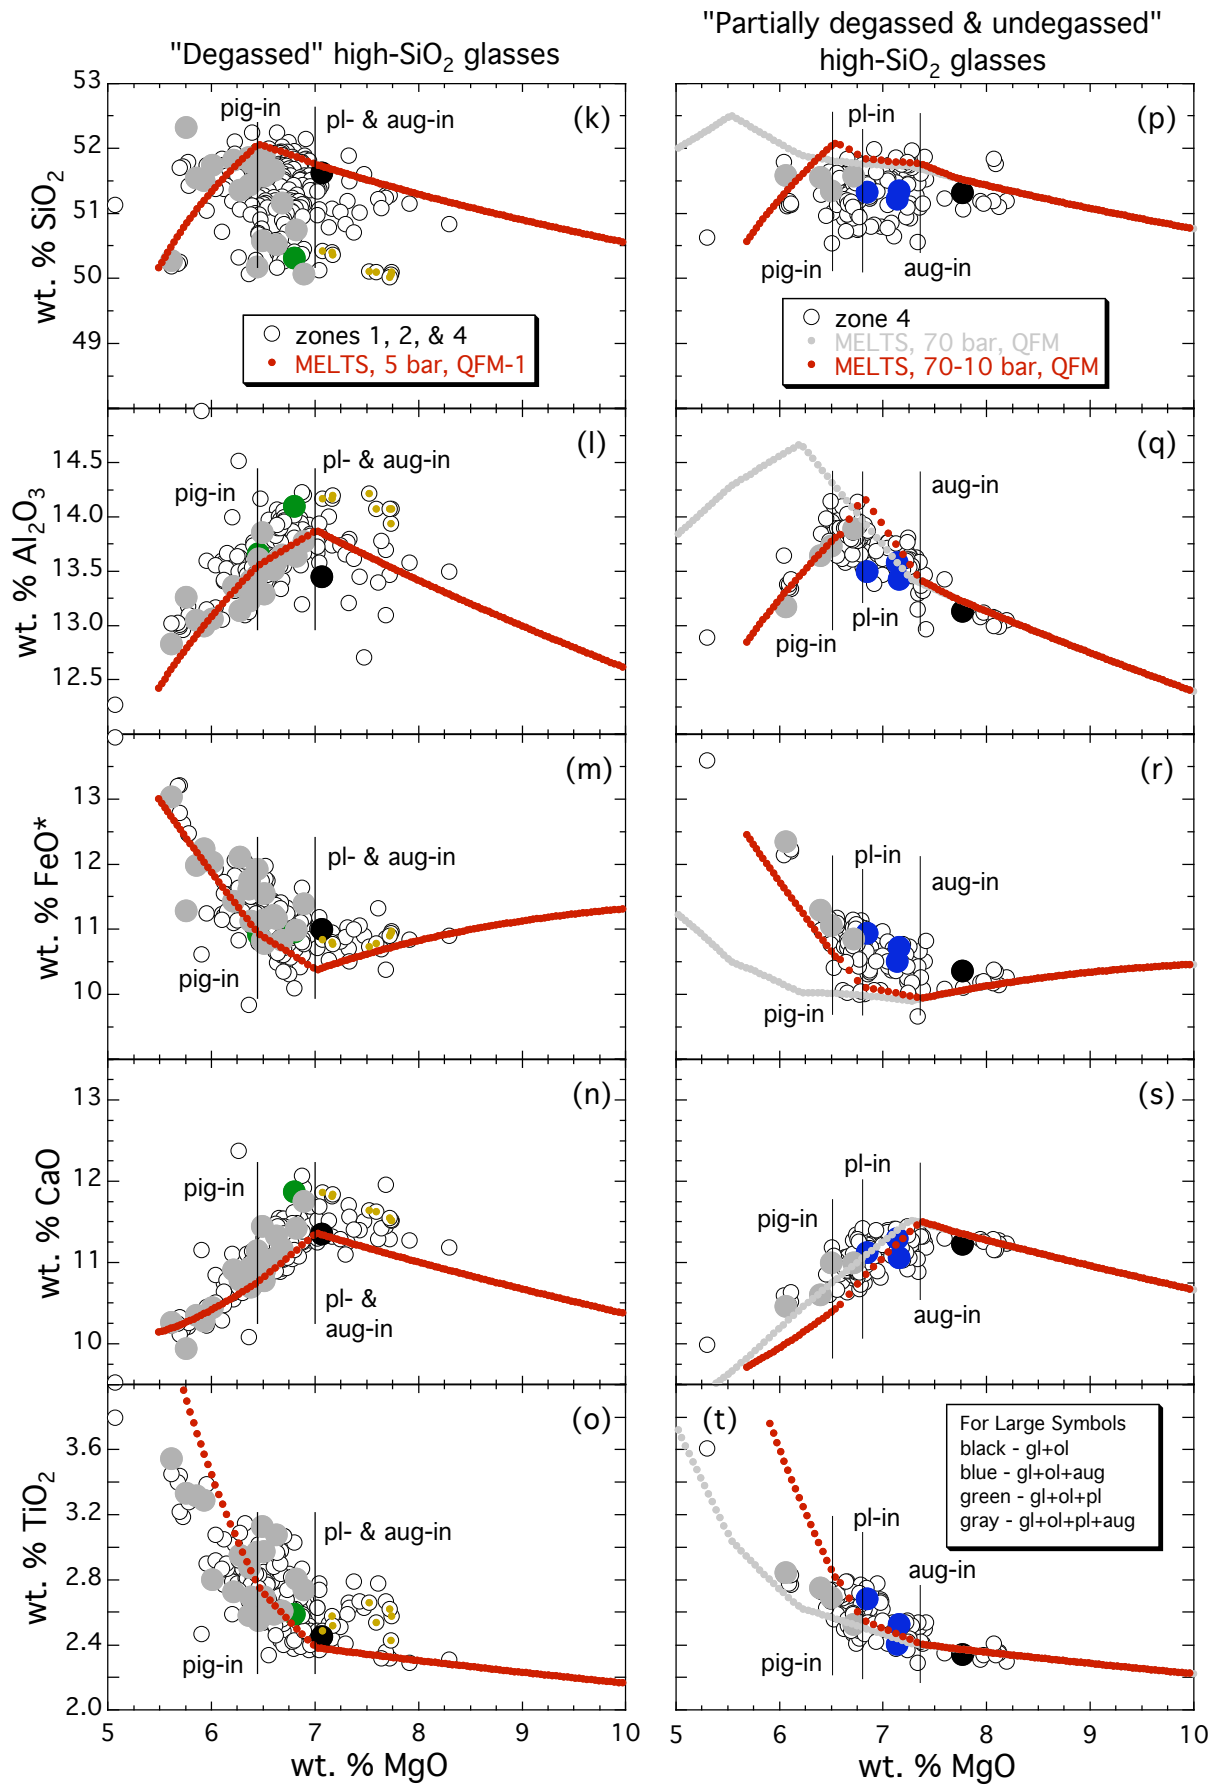 "Degassed" high-SiO₂ glasses
"Partially degassed & undegassed"
high-SiO₂ glasses
53
52
51
50
49
wt. % SiO₂
pig-in
pl- & aug-in
(k)
zones 1, 2, & 4
MELTS, 5 bar, QFM-1
pl-in
(p)
pig-in
aug-in
zone 4
MELTS, 70 bar, QFM
MELTS, 70-10 bar, QFM
14.5
14.0
13.5
13.0
12.5
wt. % Al₂O₃
pig-in
pl- & aug-in
(l)
aug-in
(q)
pl-in
pig-in
13
12
11
10
wt. % FeO*
(m)
pl- & aug-in
pig-in
(r)
pl-in
aug-in
pig-in
13
12
11
10
wt. % CaO
(n)
pig-in
pl- &
aug-in
(s)
pl-in
pig-in
aug-in
3.6
3.2
2.8
2.4
2.0
wt. % TiO₂
(o)
pl- & aug-in
pig-in
(t)
For Large Symbols
black - gl+ol
blue - gl+ol+aug
green - gl+ol+pl
gray - gl+ol+pl+aug
pl-in
aug-in
pig-in
5 6 7 8 9 10
wt. % MgO
5 6 7 8 9 10
wt. % MgO